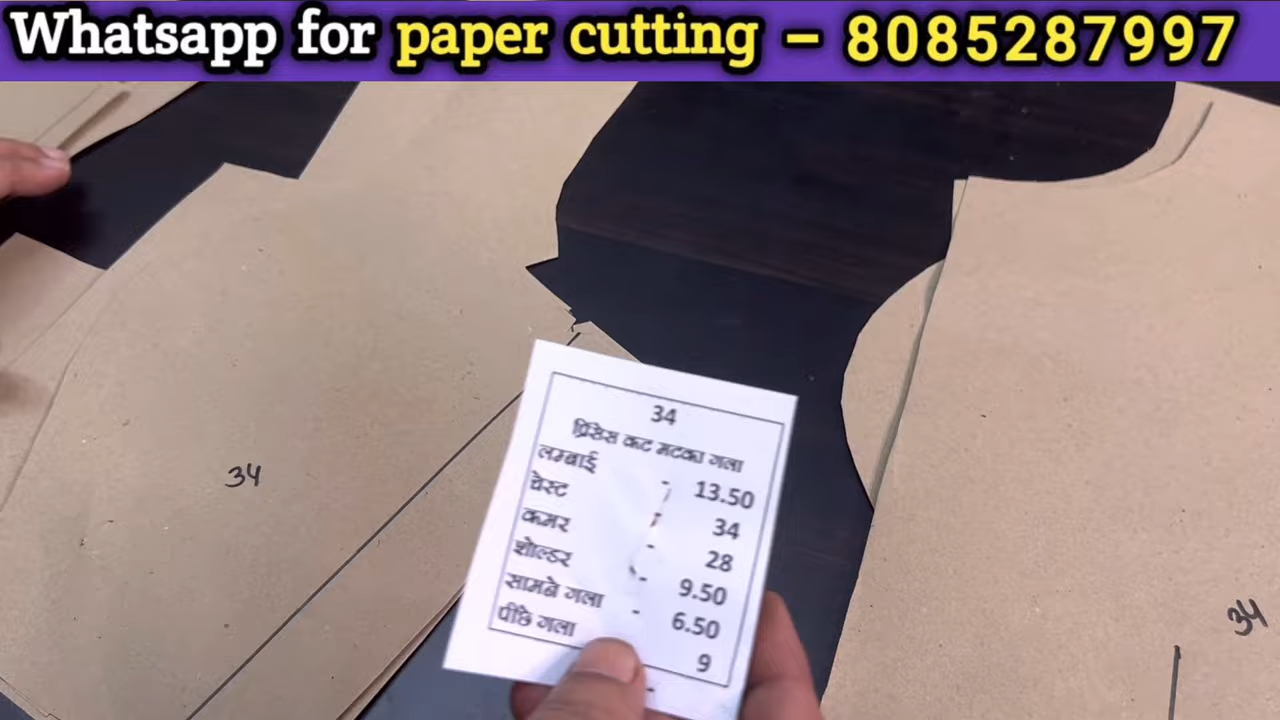 Whatsapp for paper cutting – 8085287997
34
प्रिंसेस कट मटका गला
लम्बाई - 13.50
चेस्ट - 34
कमर - 28
शोल्डर - 9.50
सामने गला - 6.50
पीछे गला - 9
34
34